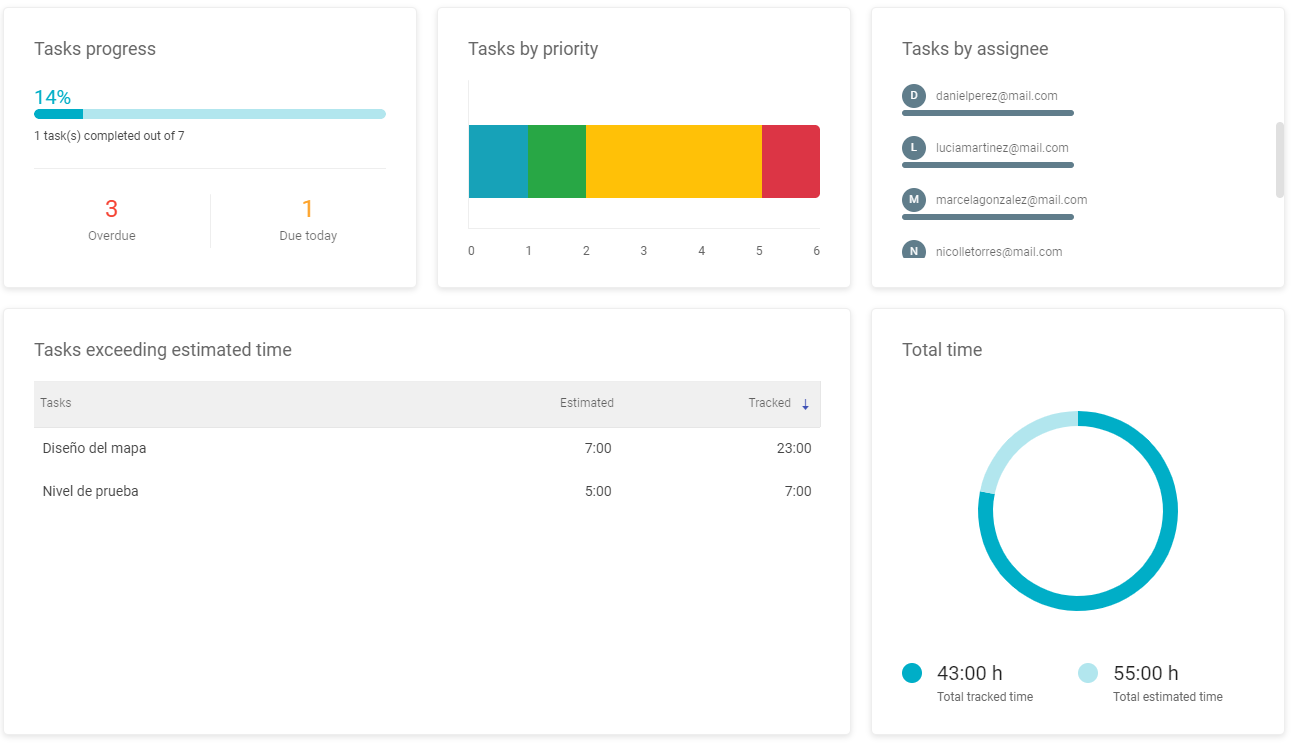 Tasks progress
14%
1 task(s) completed out of 7
3
Overdue
1
Due today
Tasks by priority
0 1 2 3 4 5 6
Tasks by assignee
D danielperez@mail.com
L luciamartinez@mail.com
M marcelagonzalez@mail.com
N nicolletorres@mail.com
Tasks exceeding estimated time
Tasks Estimated Tracked
Diseño del mapa 7:00 23:00
Nivel de prueba 5:00 7:00
Total time
43:00 h
Total tracked time
55:00 h
Total estimated time